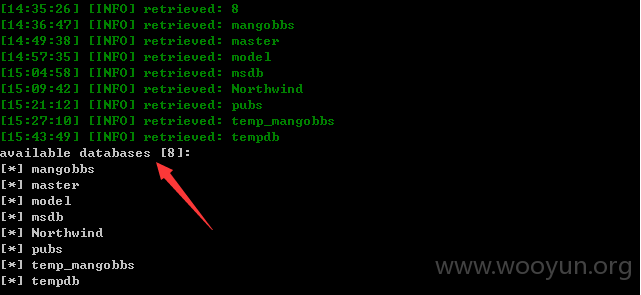 [14:35:26] [INFO] retrieved: 8
[14:36:47] [INFO] retrieved: mangobbs
[14:49:38] [INFO] retrieved: master
[14:57:35] [INFO] retrieved: model
[15:04:58] [INFO] retrieved: msdb
[15:09:42] [INFO] retrieved: Northwind
[15:21:12] [INFO] retrieved: pubs
[15:27:10] [INFO] retrieved: temp_mangobbs
[15:43:49] [INFO] retrieved: tempdb
available databases [8]:
[*] mangobbs
[*] master
[*] model
[*] msdb
[*] Northwind
[*] pubs
[*] temp_mangobbs
[*] tempdb
www.wooyun.org